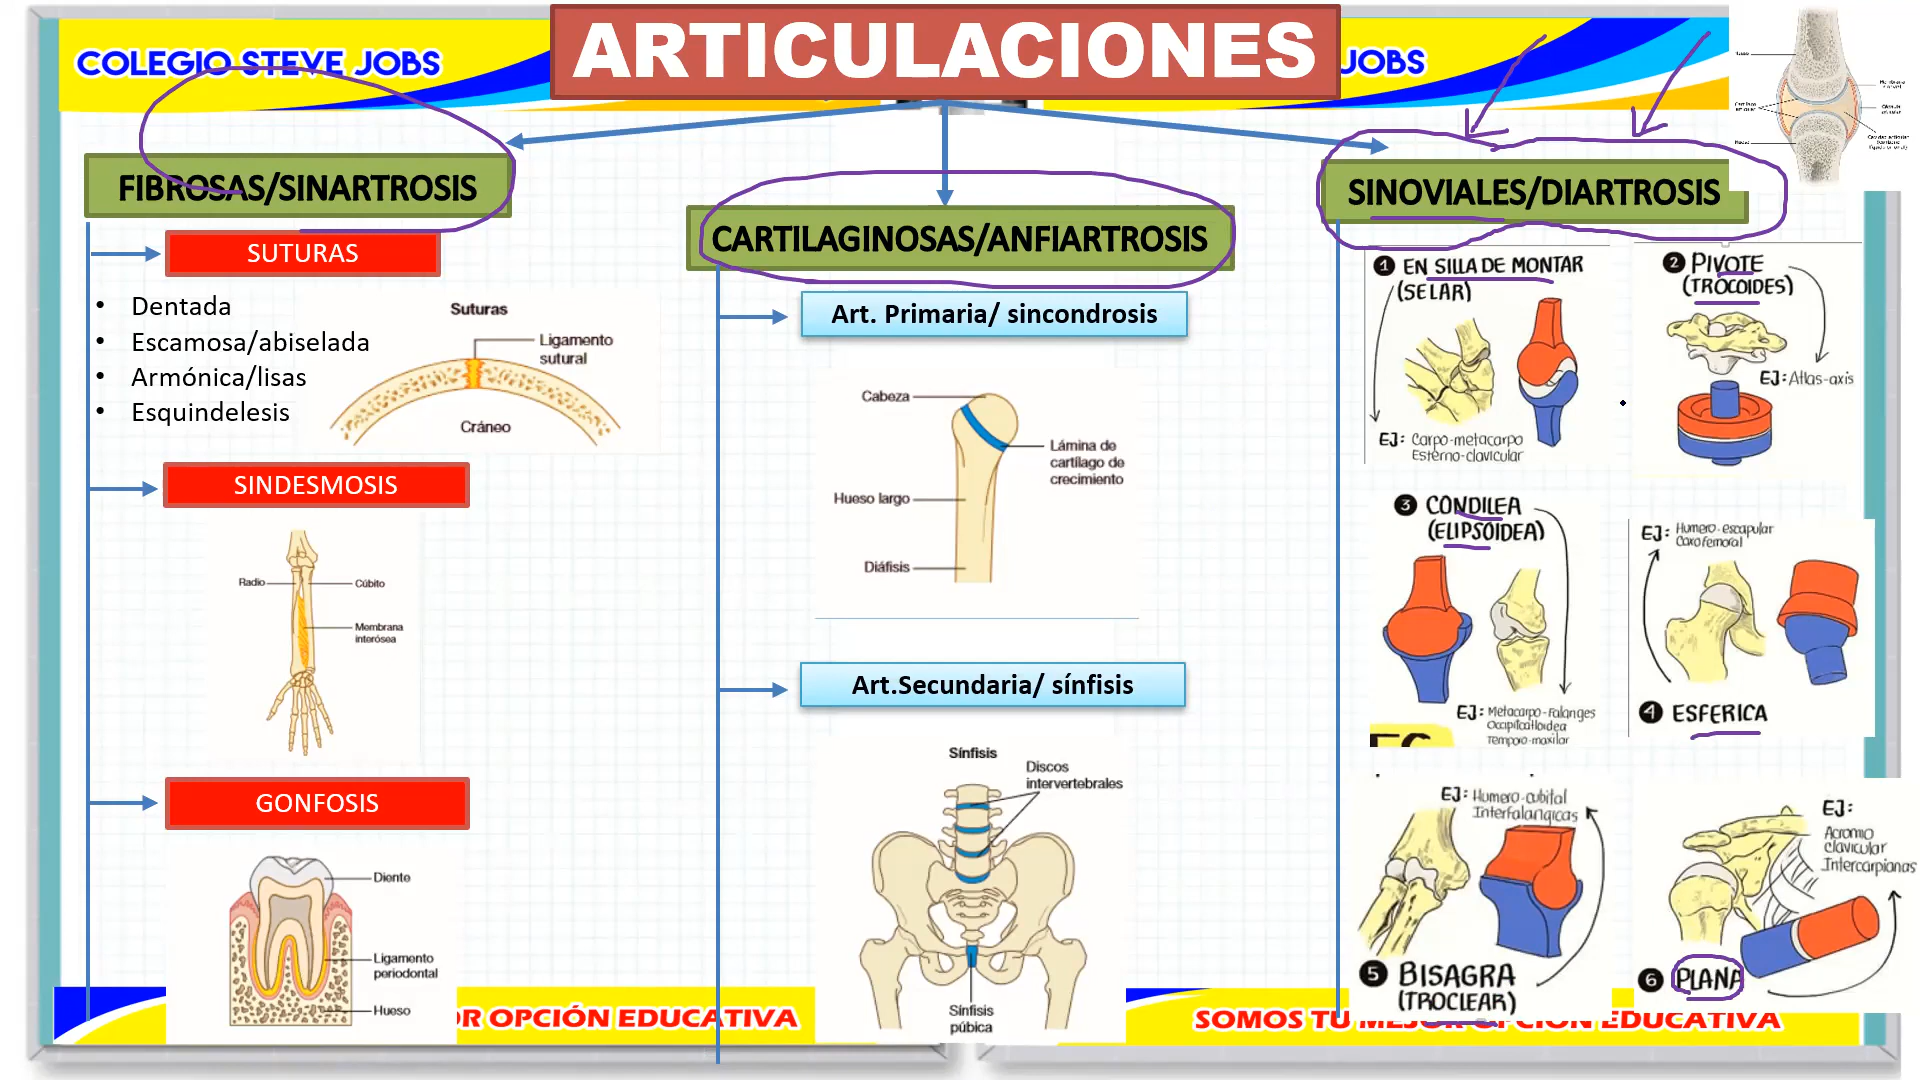 COLEGIO STEVE JOBS
ARTICULACIONES
JOBS
FIBROSAS/SINARTROSIS
SUTURAS
• Dentada
• Escamosa/abiselada
• Armónica/lisas
• Esquindelesis
Suturas
Ligamento
sutural
Cráneo
SINDESMOSIS
Radio
Cúbito
Membrana
interósea
GONFOSIS
Diente
Ligamento
periodontal
Hueso
CARTILAGINOSAS/ANFIARTROSIS
Art. Primaria/ sincondrosis
Cabeza
Lámina de
cartílago de
crecimiento
Hueso largo
Diáfisis
Art.Secundaria/ sínfisis
Sínfisis
Discos
intervertebrales
Sínfisis
púbica
SINOVIALES/DIARTROSIS
1 EN SILLA DE MONTAR
(SELAR)
EJ: Carpo-metacarpo
Esterno-clavicular
2 PIVOTE
(TROCOIDES)
EJ: Atlas-axis
3 CONDILEA
(ELIPSOIDEA)
EJ: Metacarpo-Falanges
Temporo-maxilar
EJ: Humero-escapular
Coxofemoral
4 ESFERICA
EJ: Humero-cubital
Interfalangicas
5 BISAGRA
(TROCLEAR)
EJ:
Acromio
clavicular
Intercarpianas
6 PLANA
OR OPCIÓN EDUCATIVA
SOMOS TU MEJOR OPCIÓN EDUCATIVA